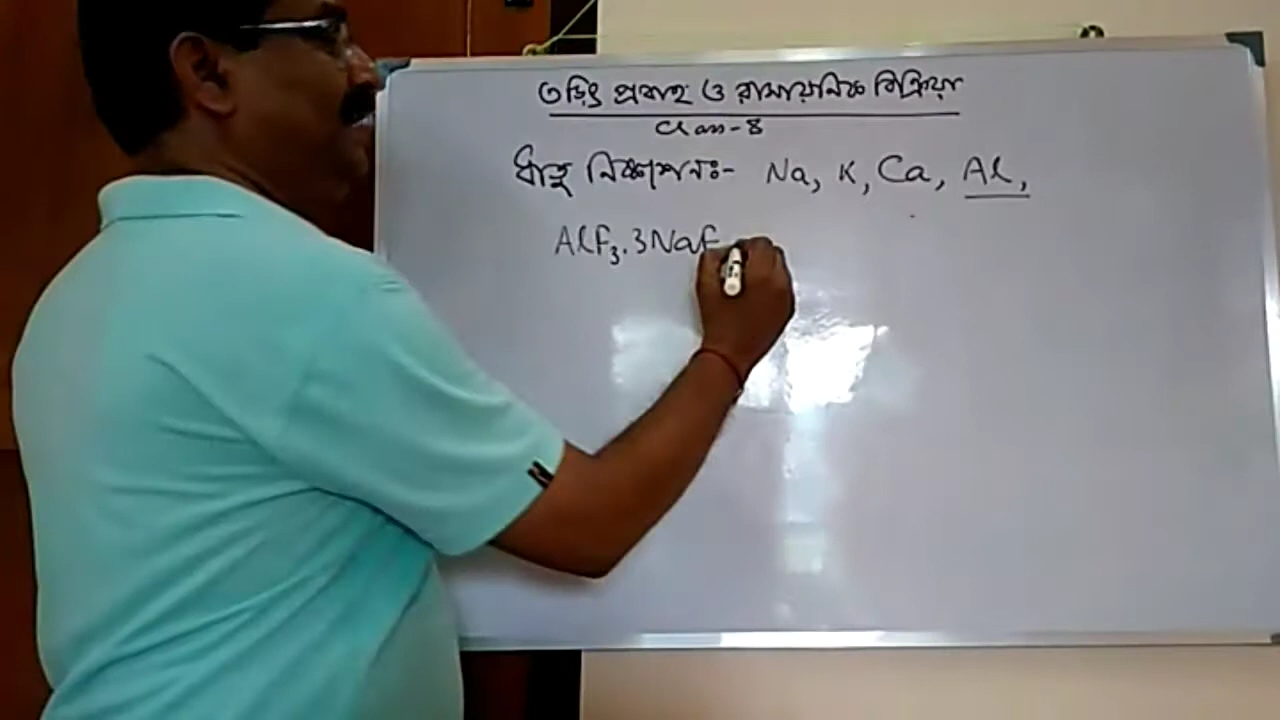 তড়িৎ প্রবাহ ও রাসায়নিক বিক্রিয়া
Class-8
ধাতু নিষ্কাশনঃ- Na, K, Ca, Al,
AlF₃.3NaF